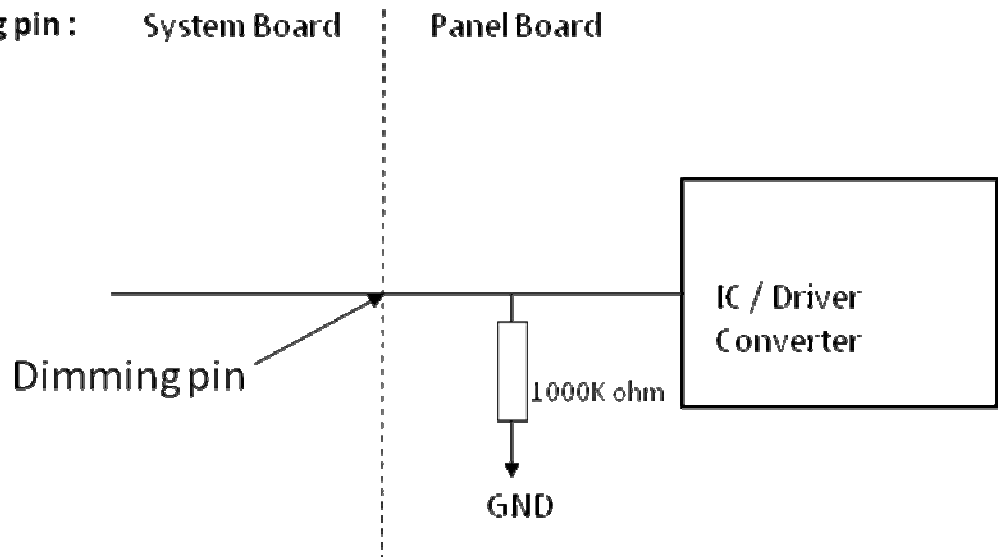 g pin :
System Board
Panel Board
IC / Driver
Converter
Dimming pin
1000K ohm
GND